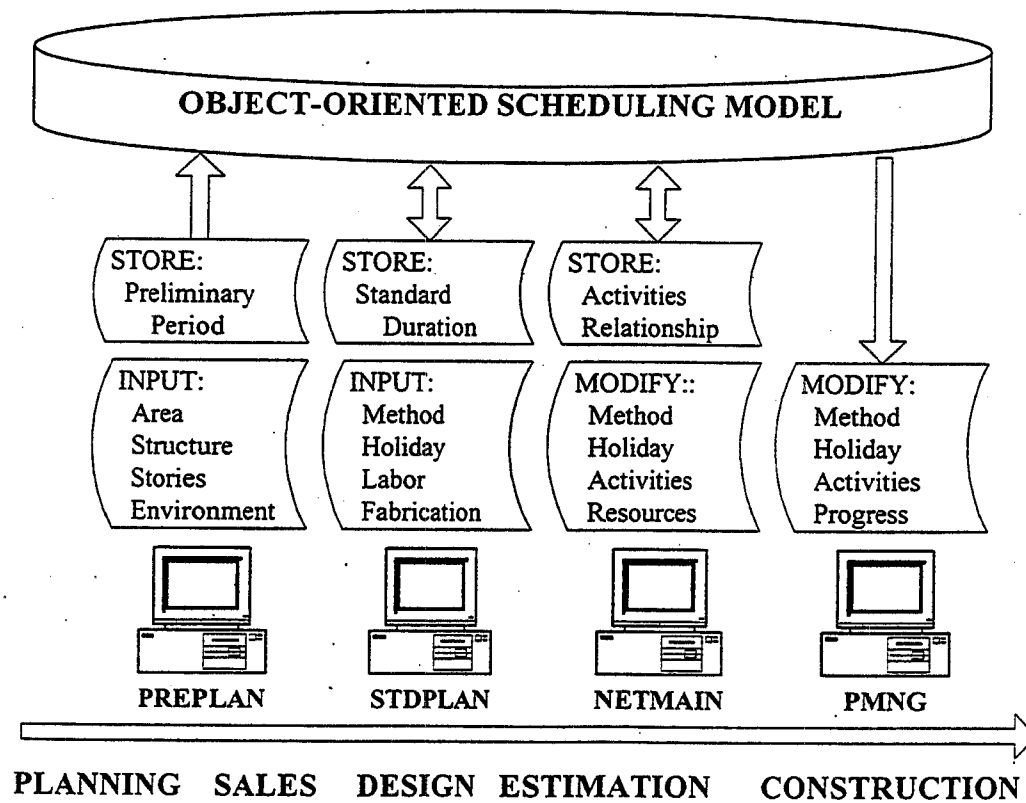 OBJECT-ORIENTED SCHEDULING MODEL
STORE:
Preliminary
Period
STORE:
Standard
Duration
STORE:
Activities
Relationship
INPUT:
Area
Structure
Stories
Environment
INPUT:
Method
Holiday
Labor
Fabrication
MODIFY::
Method
Holiday
Activities
Resources
MODIFY:
Method
Holiday
Activities
Progress
PREPLAN
STDPLAN
NETMAIN
PMNG
PLANNING SALES DESIGN ESTIMATION CONSTRUCTION